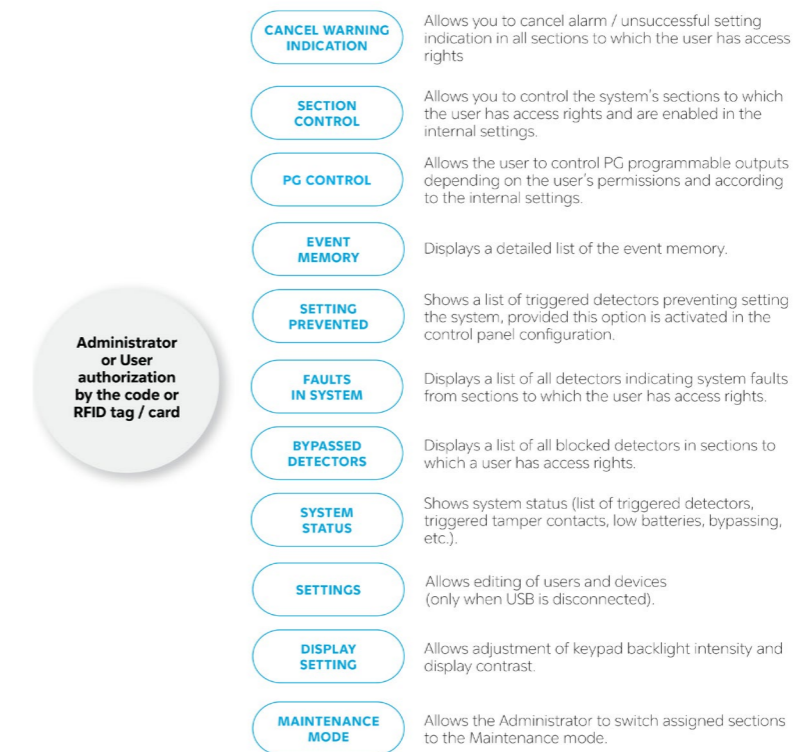 CANCEL WARNING
INDICATION
Allows you to cancel alarm / unsuccessful setting
indication in all sections to which the user has access
rights
SECTION
CONTROL
Allows you to control the system's sections to which
the user has access rights and are enabled in the
internal settings.
PG CONTROL
Allows the user to control PG programmable outputs
depending on the user's permissions and according
to the internal settings.
EVENT
MEMORY
Displays a detailed list of the event memory.
SETTING
PREVENTED
Shows a list of triggered detectors preventing setting
the system, provided this option is activated in the
control panel configuration.
Administrator
or User
authorization
by the code or
RFID tag / card
FAULTS
IN SYSTEM
Displays a list of all detectors indicating system faults
from sections to which the user has access rights.
BYPASSED
DETECTORS
Displays a list of all blocked detectors in sections to
which a user has access rights.
SYSTEM
STATUS
Shows system status (list of triggered detectors,
triggered tamper contacts, low batteries, bypassing,
etc.).
SETTINGS
Allows editing of users and devices
(only when USB is disconnected).
DISPLAY
SETTING
Allows adjustment of keypad backlight intensity and
display contrast.
MAINTENANCE
MODE
Allows the Administrator to switch assigned sections
to the Maintenance mode.